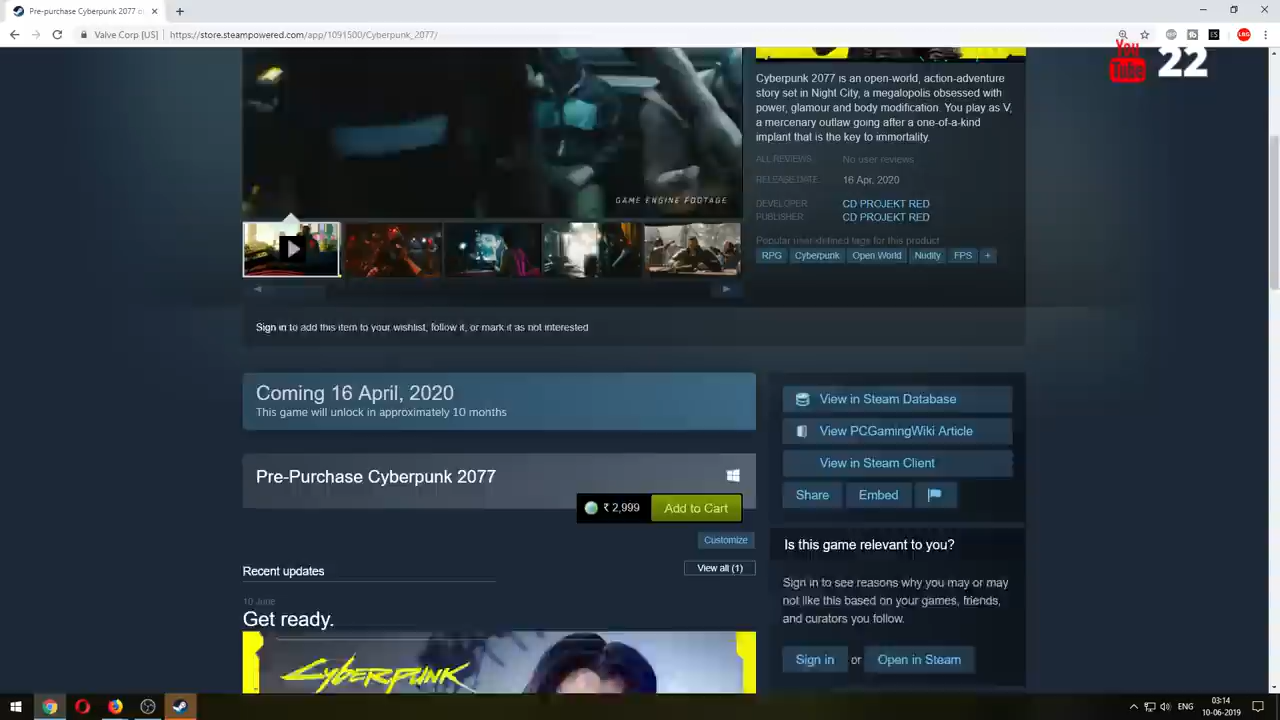 Pre-purchase Cyberpunk 2077 o
Valve Corp [US]
https://store.steampowered.com/app/1091500/Cyberpunk_2077/
LBG
You
Tube
22
GAME ENGINE FOOTAGE
Cyberpunk 2077 is an open-world, action-adventure
story set in Night City, a megalopolis obsessed with
power, glamour and body modification. You play as V,
a mercenary outlaw going after a one-of-a-kind
implant that is the key to immortality.
ALL REVIEWS: No user reviews
RELEASE DATE: 16 Apr, 2020
DEVELOPER: CD PROJEKT RED
PUBLISHER: CD PROJEKT RED
Popular user-defined tags for this product:
RPG Cyberpunk Open World Nudity FPS +
Sign in to add this item to your wishlist, follow it, or mark it as not interested
Coming 16 April, 2020
This game will unlock in approximately 10 months
Pre-Purchase Cyberpunk 2077
₹ 2,999 Add to Cart
Customize
Recent updates
View all (1)
10 June
Get ready.
CYBERPUNK
View in Steam Database
View PCGamingWiki Article
View in Steam Client
Share Embed
Is this game relevant to you?
Sign in to see reasons why you may or may
not like this based on your games, friends,
and curators you follow.
Sign in or Open in Steam
ENG
03:14
10-06-2019